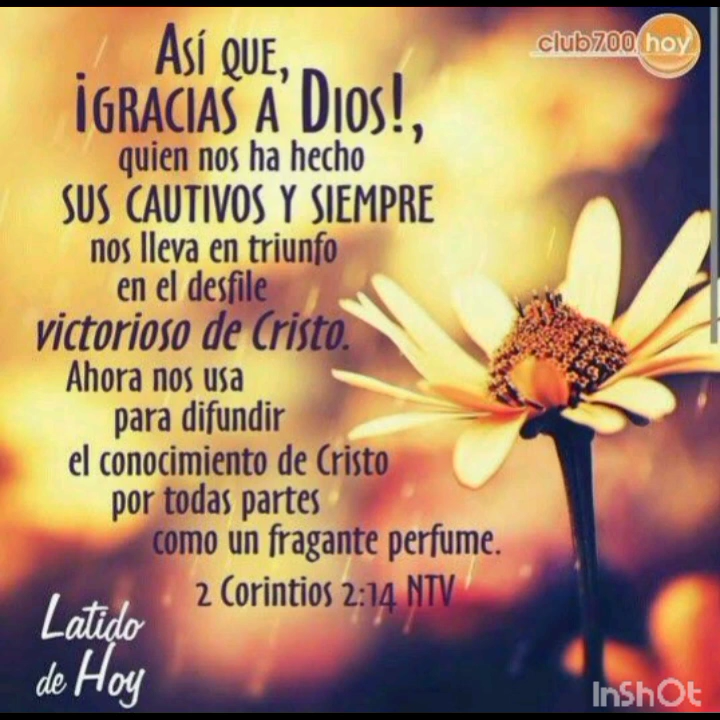 club700 hoy
Así que,
¡GRACIAS A DIOS!,
quien nos ha hecho
SUS CAUTIVOS Y SIEMPRE
nos lleva en triunfo
en el desfile
victorioso de Cristo.
Ahora nos usa
para difundir
el conocimiento de Cristo
por todas partes
como un fragante perfume.
2 Corintios 2:14 NTV
Latido
de Hoy
InShOt